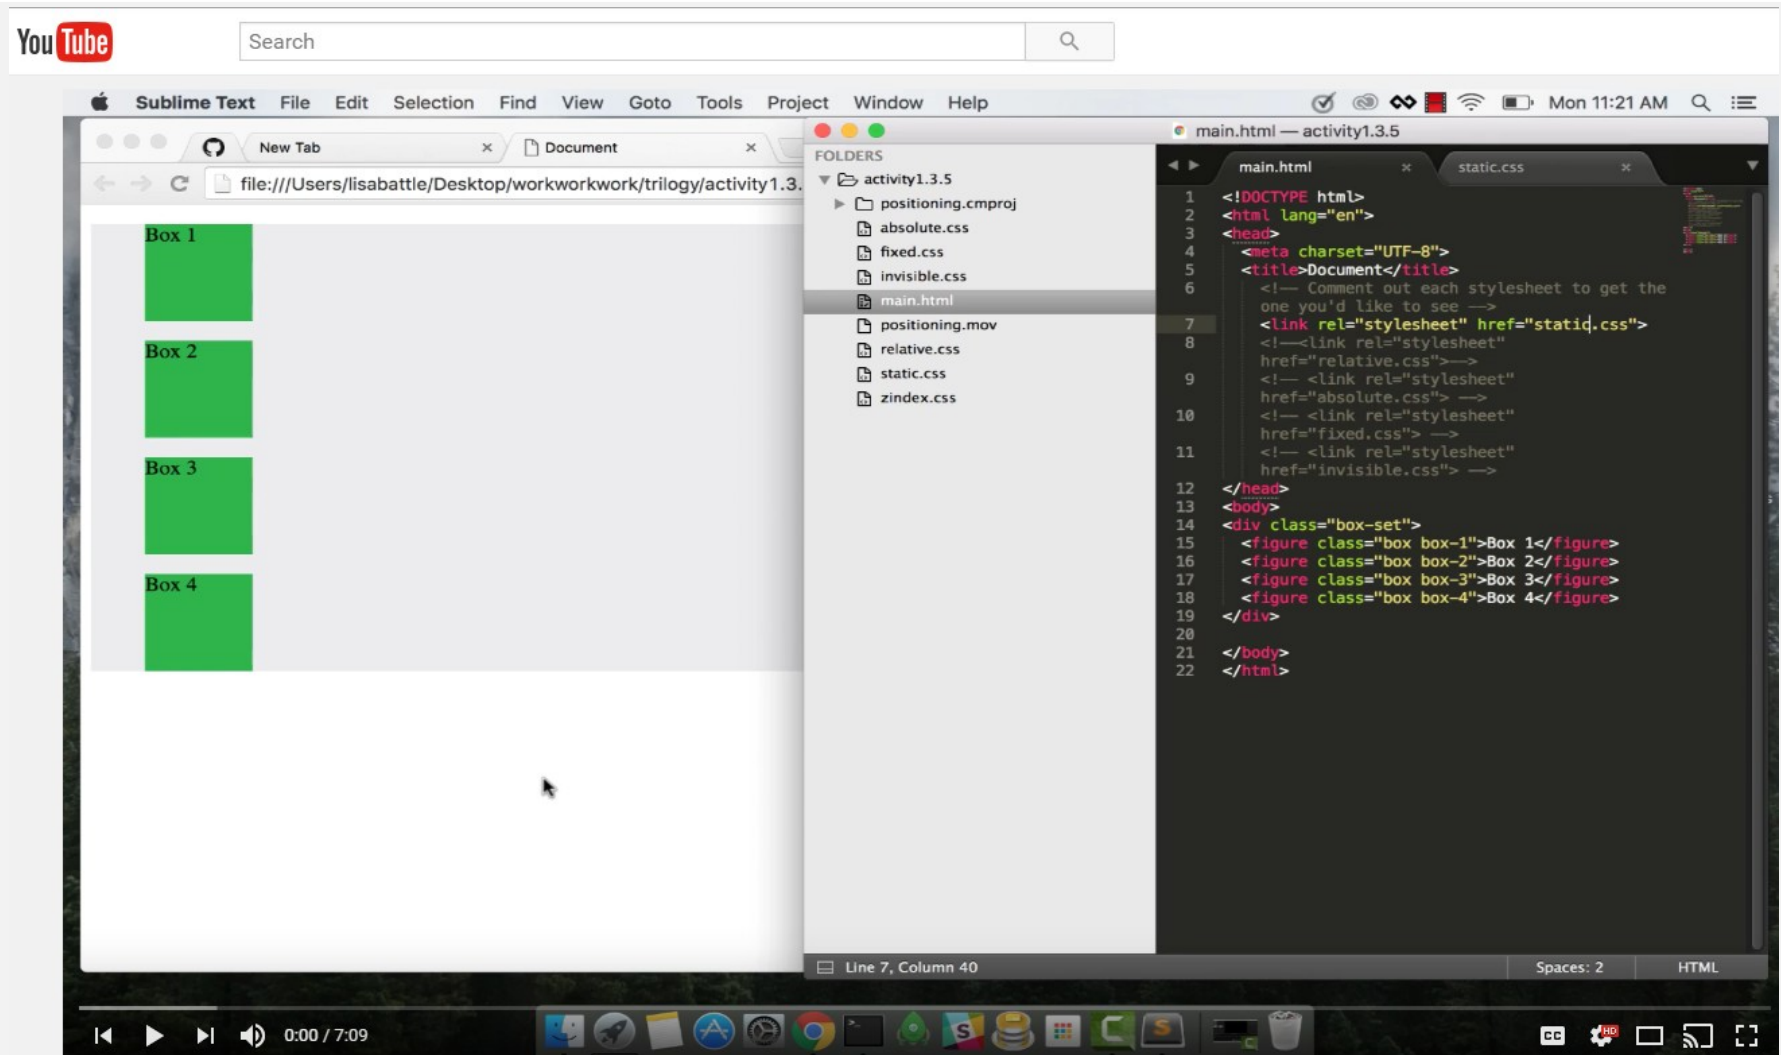 YouTube
Search
Sublime Text File Edit Selection Find View Goto Tools Project Window Help
Mon 11:21 AM
New Tab
Document
file:///Users/lisabattle/Desktop/workworkwork/trilogy/activity1.3.
Box 1
Box 2
Box 3
Box 4
main.html — activity1.3.5
FOLDERS
activity1.3.5
positioning.cmproj
absolute.css
fixed.css
invisible.css
main.html
positioning.mov
relative.css
static.css
zindex.css
main.html
static.css
1 <!DOCTYPE html>
2 <html lang="en">
3 <head>
4 <meta charset="UTF-8">
5 <title>Document</title>
6 <!-- Comment out each stylesheet to get the
one you'd like to see -->
7 <link rel="stylesheet" href="static.css">
8 <!--<link rel="stylesheet"
href="relative.css">-->
9 <!-- <link rel="stylesheet"
href="absolute.css"> -->
10 <!-- <link rel="stylesheet"
href="fixed.css"> -->
11 <!-- <link rel="stylesheet"
href="invisible.css"> -->
12 </head>
13 <body>
14 <div class="box-set">
15 <figure class="box box-1">Box 1</figure>
16 <figure class="box box-2">Box 2</figure>
17 <figure class="box box-3">Box 3</figure>
18 <figure class="box box-4">Box 4</figure>
19 </div>
20
21 </body>
22 </html>
Line 7, Column 40
Spaces: 2
HTML
0:00 / 7:09
CC
HD